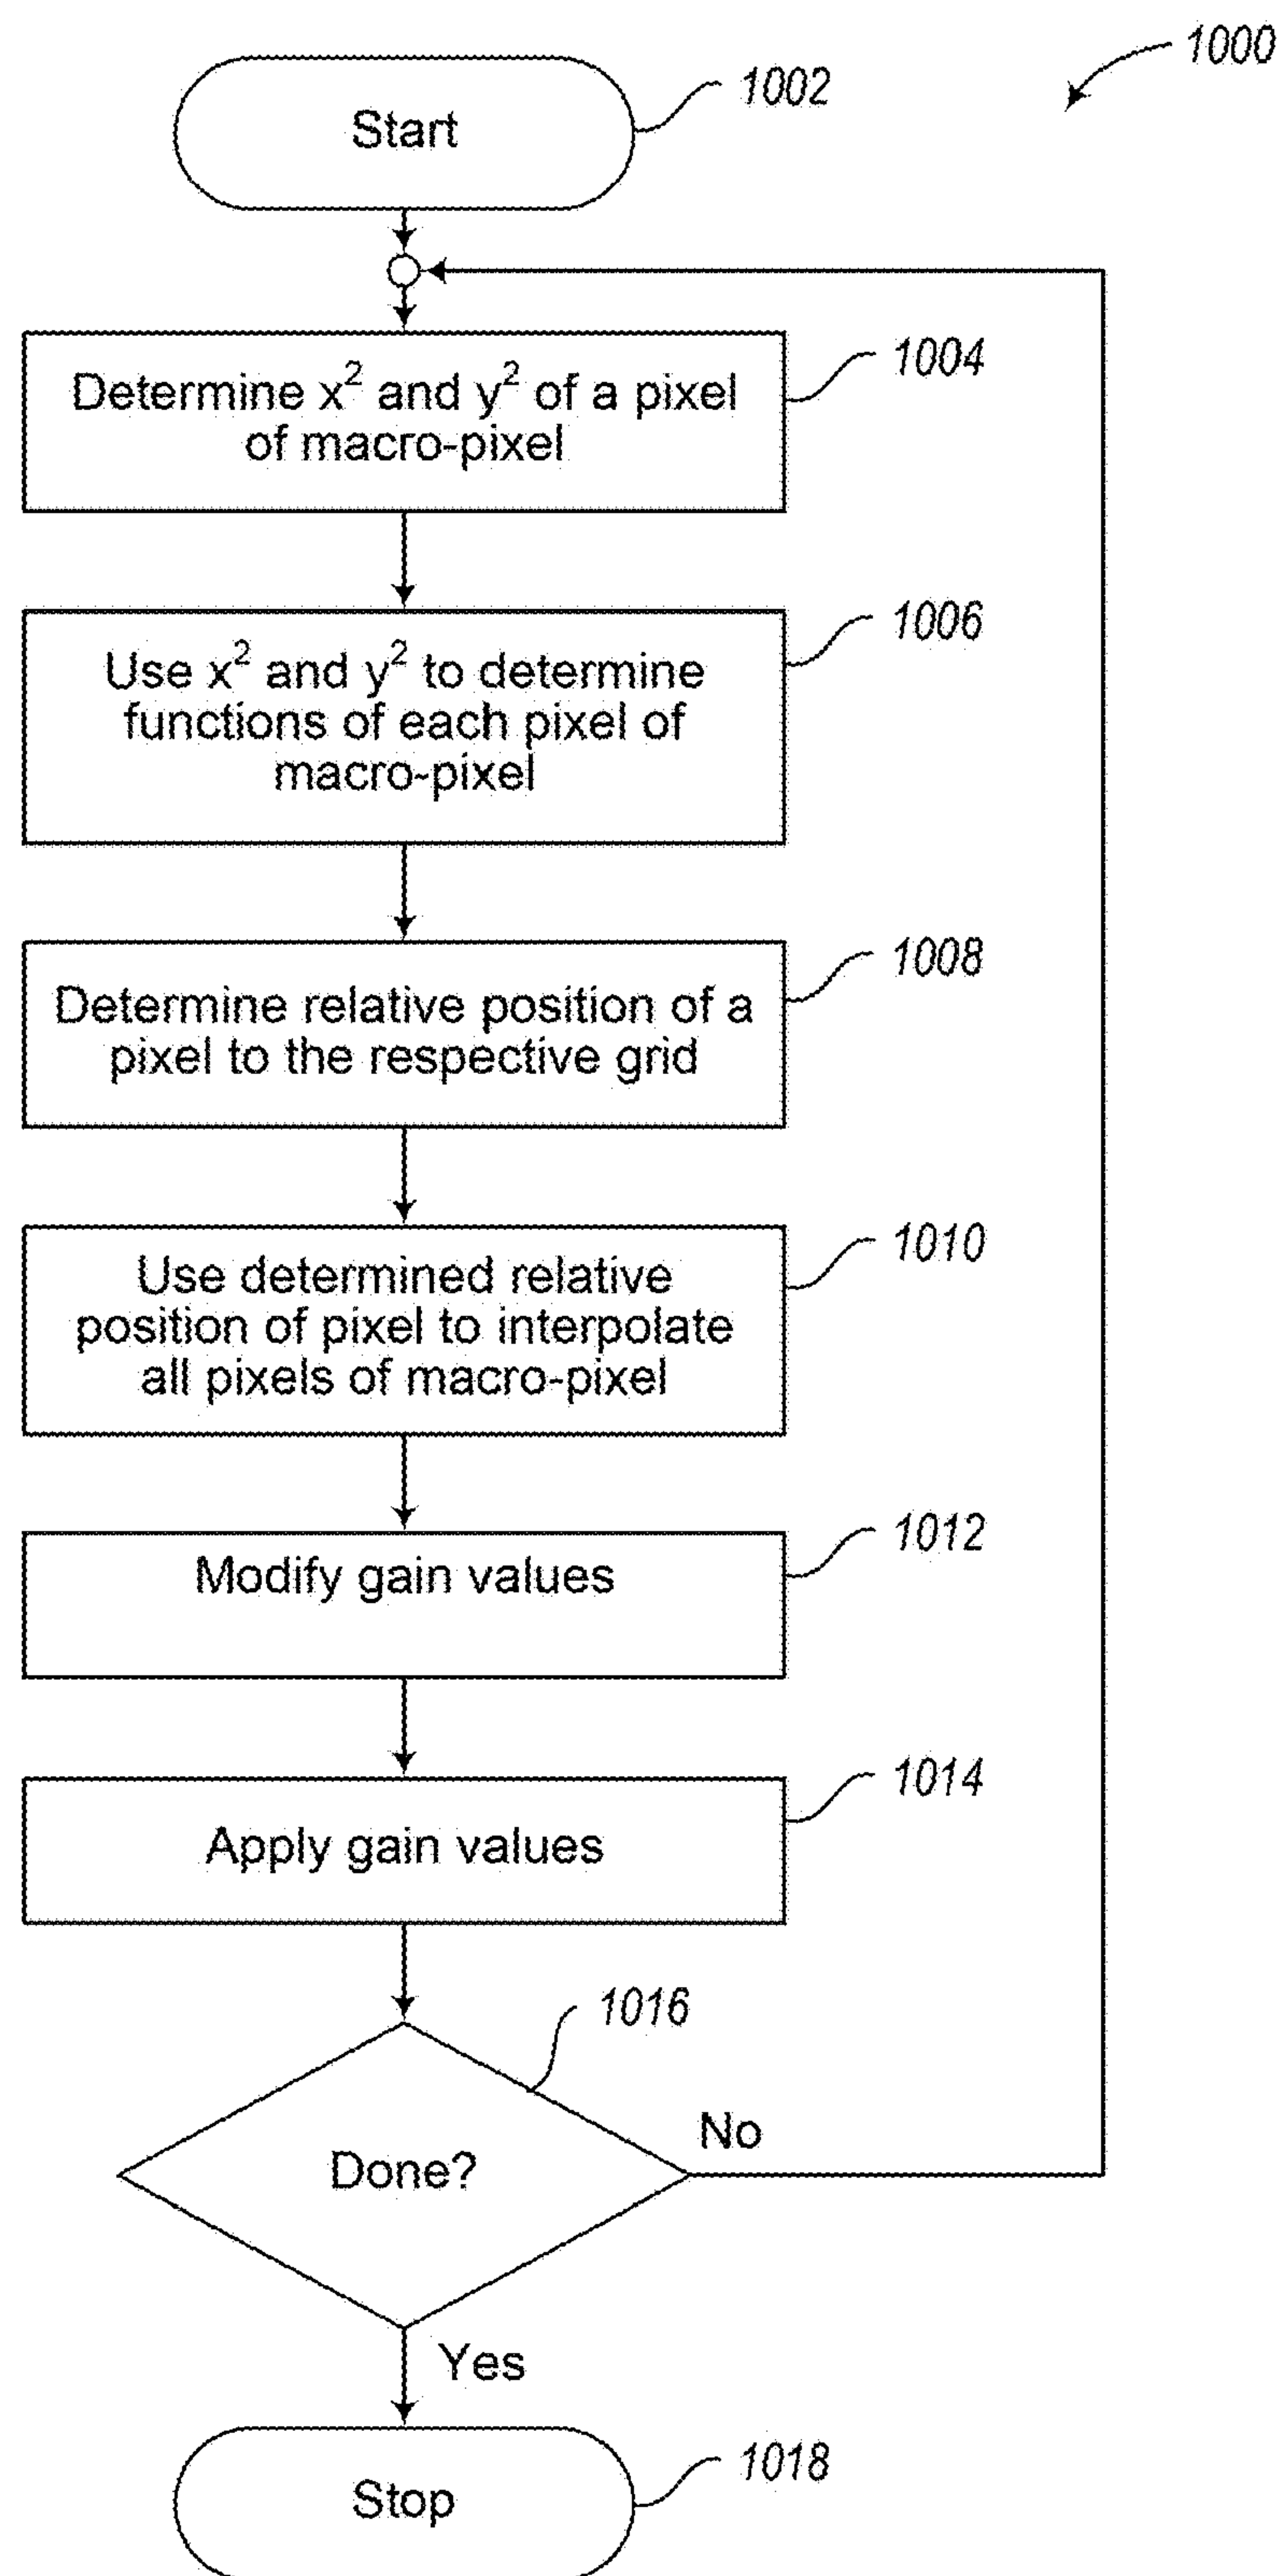 1000
Start
1002
Determine x² and y² of a pixel
of macro-pixel
1004
Use x² and y² to determine
functions of each pixel of
macro-pixel
1006
Determine relative position of a
pixel to the respective grid
1008
Use determined relative
position of pixel to interpolate
all pixels of macro-pixel
1010
Modify gain values
1012
Apply gain values
1014
Done?
1016
No
Yes
Stop
1018